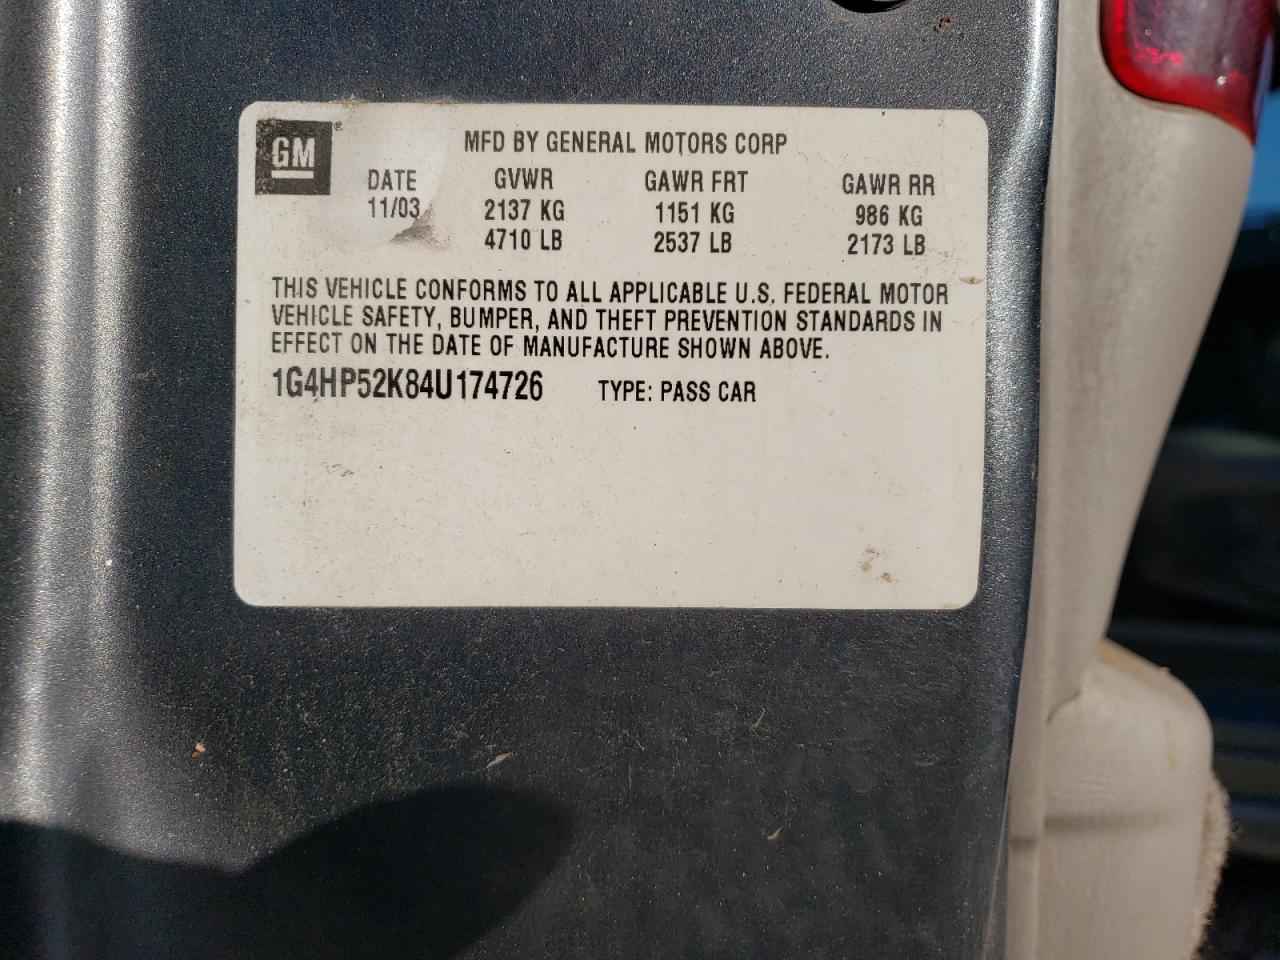 GM®
MFD BY GENERAL MOTORS CORP
DATE GVWR GAWR FRT GAWR RR
11/03 2137 KG 1151 KG 986 KG
4710 LB 2537 LB 2173 LB
THIS VEHICLE CONFORMS TO ALL APPLICABLE U.S. FEDERAL MOTOR
VEHICLE SAFETY, BUMPER, AND THEFT PREVENTION STANDARDS IN
EFFECT ON THE DATE OF MANUFACTURE SHOWN ABOVE.
1G4HP52K84U174726 TYPE: PASS CAR